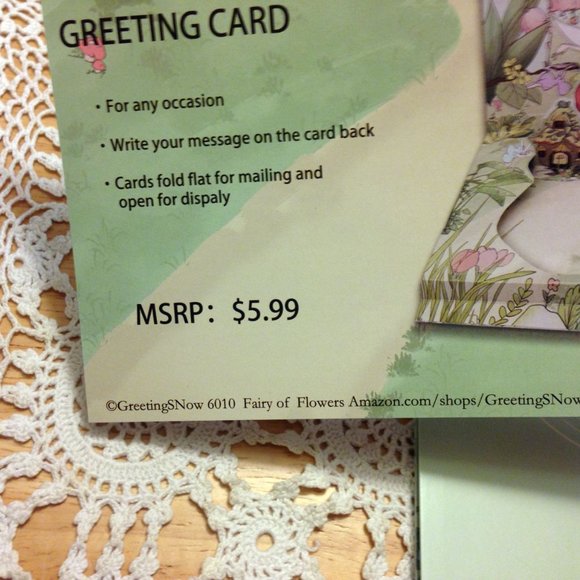 GREETING CARD
· For any occasion
· Write your message on the card back
· Cards fold flat for mailing and
open for dispaly
MSRP: $5.99
©GreetingSNow 6010 Fairy of Flowers Amazon.com/shops/GreetingSNow